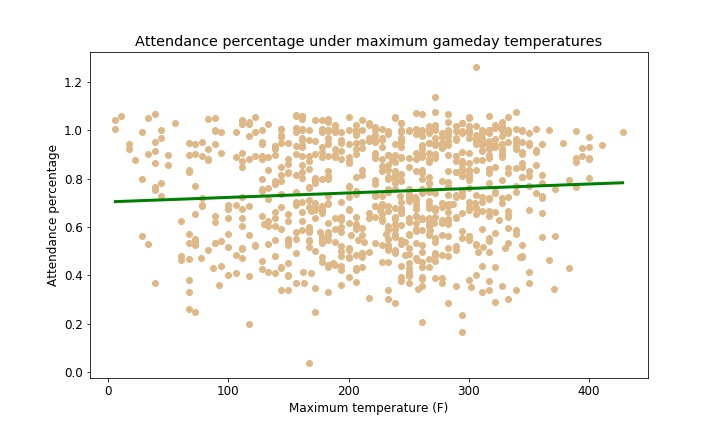 Attendance percentage under maximum gameday temperatures
Attendance percentage
1.2
1.0
0.8
0.6
0.4
0.2
0.0
0 100 200 300 400
Maximum temperature (F)